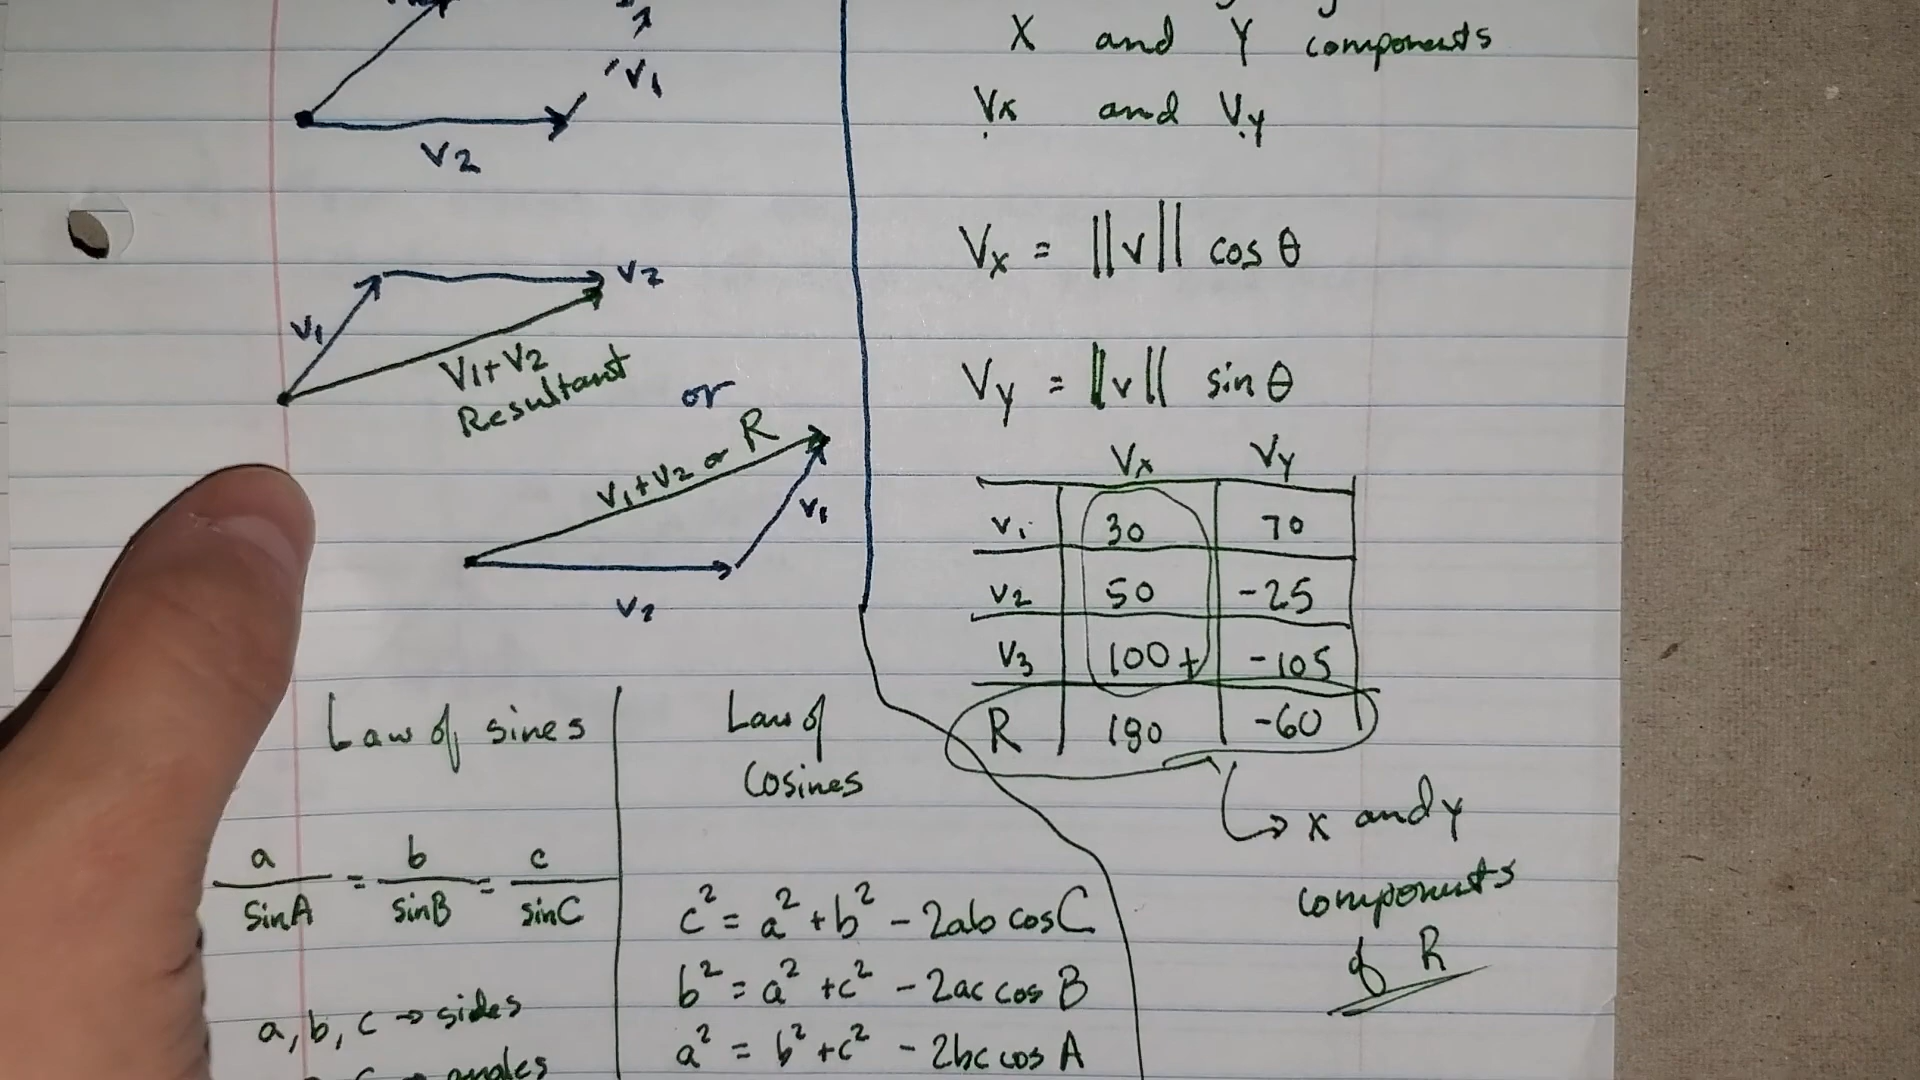 V1
V2
V1
V2
V1+V2
Resultant
or
V1+V2 or R
V1
V2
Law of sines
a/sinA = b/sinB = c/sinC
a, b, c → sides
angles
Law of
Cosines
c² = a² + b² - 2ab cos C
b² = a² + c² - 2ac cos B
a² = b² + c² - 2bc cos A
X and Y components
Vx and Vy
Vx = ||v|| cos θ
Vy = ||v|| sin θ
Vx Vy
V1 30 70
V2 50 -25
V3 100 + -105
R 180 -60
→ X and Y
components
of R